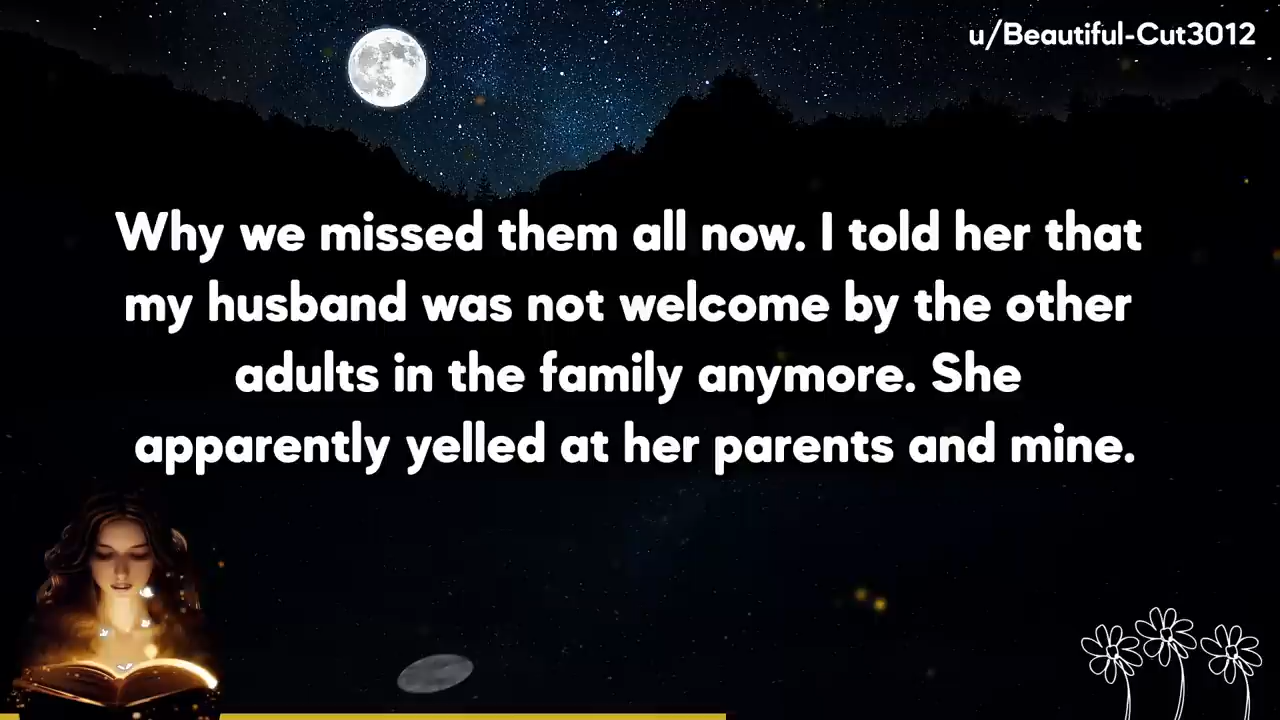 u/Beautiful-Cut3012
Why we missed them all now. I told her that
my husband was not welcome by the other
adults in the family anymore. She
apparently yelled at her parents and mine.